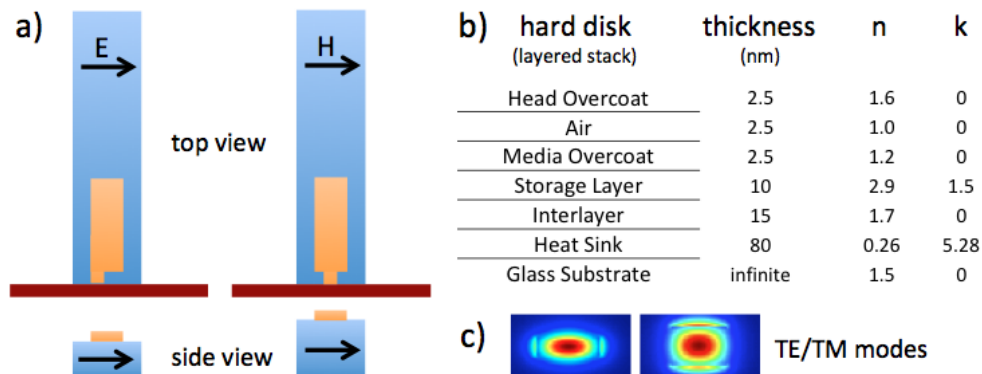 a)
E
H
top view
side view
b) hard disk thickness n k
(layered stack) (nm)
Head Overcoat 2.5 1.6 0
Air 2.5 1.0 0
Media Overcoat 2.5 1.2 0
Storage Layer 10 2.9 1.5
Interlayer 15 1.7 0
Heat Sink 80 0.26 5.28
Glass Substrate infinite 1.5 0
c) TE/TM modes